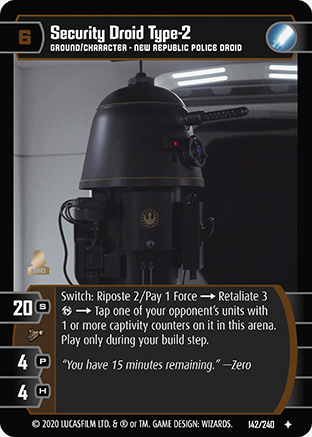 6
Security Droid Type-2
GROUND/CHARACTER - NEW REPUBLIC POLICE DROID
20 S
Switch: Riposte 2/Pay 1 Force → Retaliate 3
→ Tap one of your opponent's units with
1 or more captivity counters on it in this arena.
Play only during your build step.
4 P
"You have 15 minutes remaining." —Zero
4 H
© 2020 LUCASFILM LTD. & ® or TM. GAME DESIGN: WIZARDS. 142/240